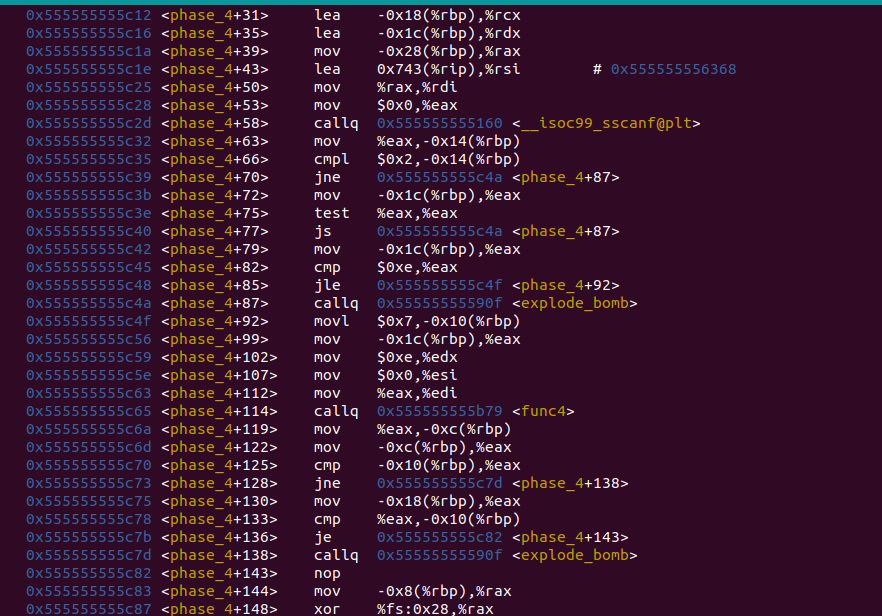 0x555555555c12 <phase_4+31> lea -0x18(%rbp),%rcx
0x555555555c16 <phase_4+35> lea -0x1c(%rbp),%rdx
0x555555555c1a <phase_4+39> mov -0x28(%rbp),%rax
0x555555555c1e <phase_4+43> lea 0x743(%rip),%rsi # 0x555555556368
0x555555555c25 <phase_4+50> mov %rax,%rdi
0x555555555c28 <phase_4+53> mov $0x0,%eax
0x555555555c2d <phase_4+58> callq 0x555555555160 <__isoc99_sscanf@plt>
0x555555555c32 <phase_4+63> mov %eax,-0x14(%rbp)
0x555555555c35 <phase_4+66> cmpl $0x2,-0x14(%rbp)
0x555555555c39 <phase_4+70> jne 0x555555555c4a <phase_4+87>
0x555555555c3b <phase_4+72> mov -0x1c(%rbp),%eax
0x555555555c3e <phase_4+75> test %eax,%eax
0x555555555c40 <phase_4+77> js 0x555555555c4a <phase_4+87>
0x555555555c42 <phase_4+79> mov -0x1c(%rbp),%eax
0x555555555c45 <phase_4+82> cmp $0xe,%eax
0x555555555c48 <phase_4+85> jle 0x555555555c4f <phase_4+92>
0x555555555c4a <phase_4+87> callq 0x55555555590f <explode_bomb>
0x555555555c4f <phase_4+92> movl $0x7,-0x10(%rbp)
0x555555555c56 <phase_4+99> mov -0x1c(%rbp),%eax
0x555555555c59 <phase_4+102> mov $0xe,%edx
0x555555555c5e <phase_4+107> mov $0x0,%esi
0x555555555c63 <phase_4+112> mov %eax,%edi
0x555555555c65 <phase_4+114> callq 0x555555555b79 <func4>
0x555555555c6a <phase_4+119> mov %eax,-0xc(%rbp)
0x555555555c6d <phase_4+122> mov -0xc(%rbp),%eax
0x555555555c70 <phase_4+125> cmp -0x10(%rbp),%eax
0x555555555c73 <phase_4+128> jne 0x555555555c7d <phase_4+138>
0x555555555c75 <phase_4+130> mov -0x18(%rbp),%eax
0x555555555c78 <phase_4+133> cmp %eax,-0x10(%rbp)
0x555555555c7b <phase_4+136> je 0x555555555c82 <phase_4+143>
0x555555555c7d <phase_4+138> callq 0x55555555590f <explode_bomb>
0x555555555c82 <phase_4+143> nop
0x555555555c83 <phase_4+144> mov -0x8(%rbp),%rax
0x555555555c87 <phase_4+148> xor %fs:0x28,%rax